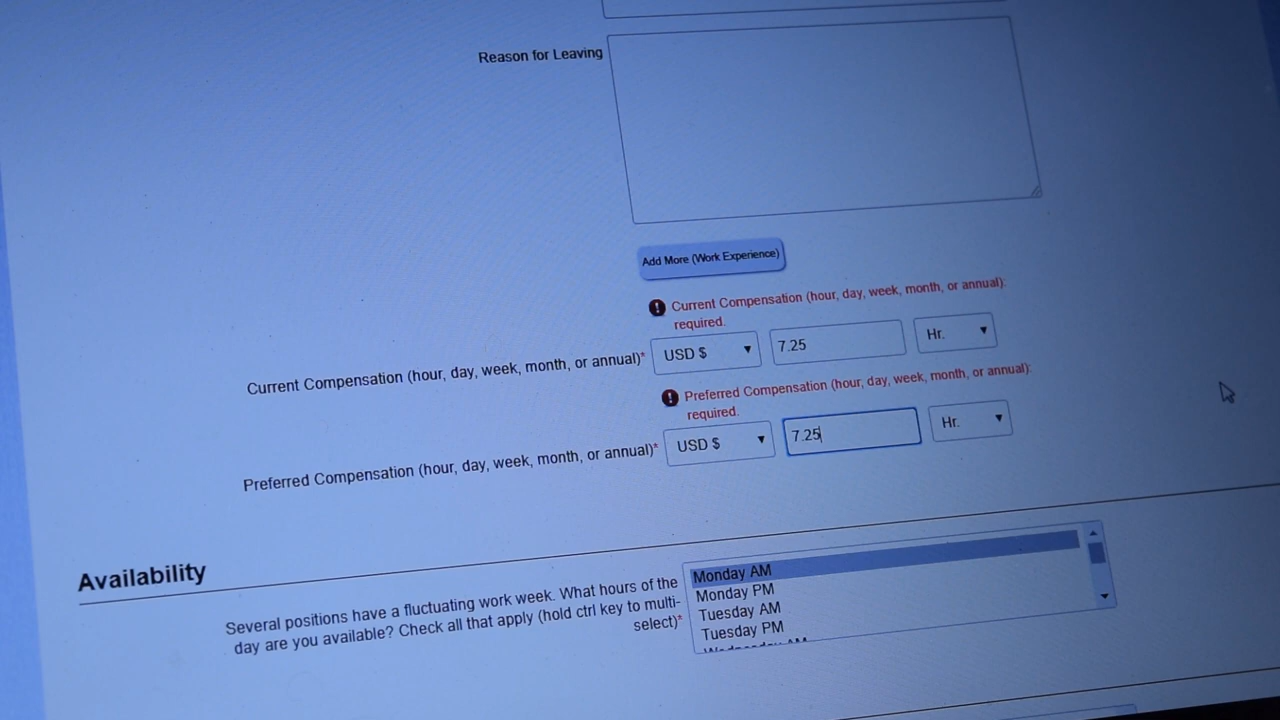 Reason for Leaving
Add More (Work Experience)
Current Compensation (hour, day, week, month, or annual):
required.
Current Compensation (hour, day, week, month, or annual)* USD $ 7.25 Hr.
Preferred Compensation (hour, day, week, month, or annual):
required.
Preferred Compensation (hour, day, week, month, or annual)* USD $ 7.25 Hr.
Availability
Several positions have a fluctuating work week. What hours of the
day are you available? Check all that apply (hold ctrl key to multi-
select)*
Monday AM
Monday PM
Tuesday AM
Tuesday PM